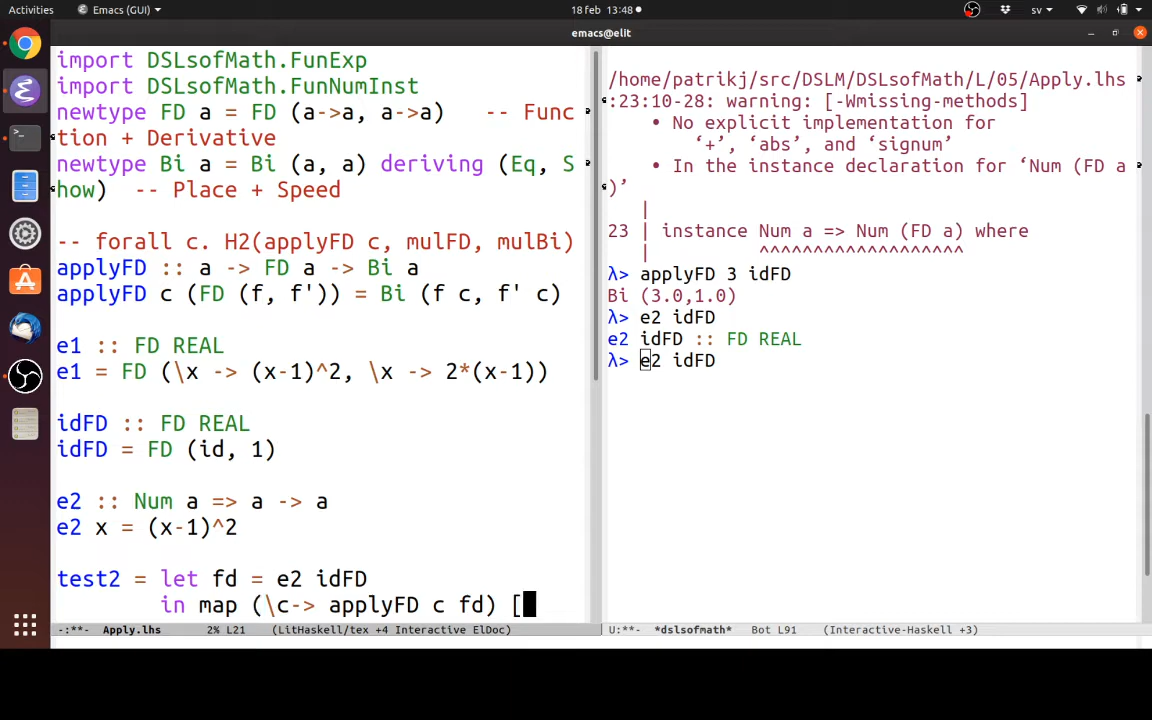 Activities
Emacs (GUI)
18 feb 13:48
sv
emacs@elit
import DSLsofMath.FunExp
import DSLsofMath.FunNumInst
newtype FD a = FD (a->a, a->a)   -- Func
tion + Derivative
newtype Bi a = Bi (a, a) deriving (Eq, S
how)  -- Place + Speed
-- forall c. H2(applyFD c, mulFD, mulBi)
applyFD :: a -> FD a -> Bi a
applyFD c (FD (f, f')) = Bi (f c, f' c)
e1 :: FD REAL
e1 = FD (\x -> (x-1)^2, \x -> 2*(x-1))
idFD :: FD REAL
idFD = FD (id, 1)
e2 :: Num a => a -> a
e2 x = (x-1)^2
test2 = let fd = e2 idFD
in map (\c-> applyFD c fd) [
-:**-  Apply.lhs      2% L21    (LitHaskell/tex +4 Interactive ElDoc)
/home/patrikj/src/DSLM/DSLsofMath/L/05/Apply.lhs
:23:10-28: warning: [-Wmissing-methods]
• No explicit implementation for
‘+’, ‘abs’, and ‘signum’
• In the instance declaration for ‘Num (FD a
)’
|
23 | instance Num a => Num (FD a) where
|          ^^^^^^^^^^^^^^^^^^^
λ> applyFD 3 idFD
Bi (3.0,1.0)
λ> e2 idFD
e2 idFD :: FD REAL
λ> e2 idFD
U:**-  *dslsofmath*   Bot L91    (Interactive-Haskell +3)